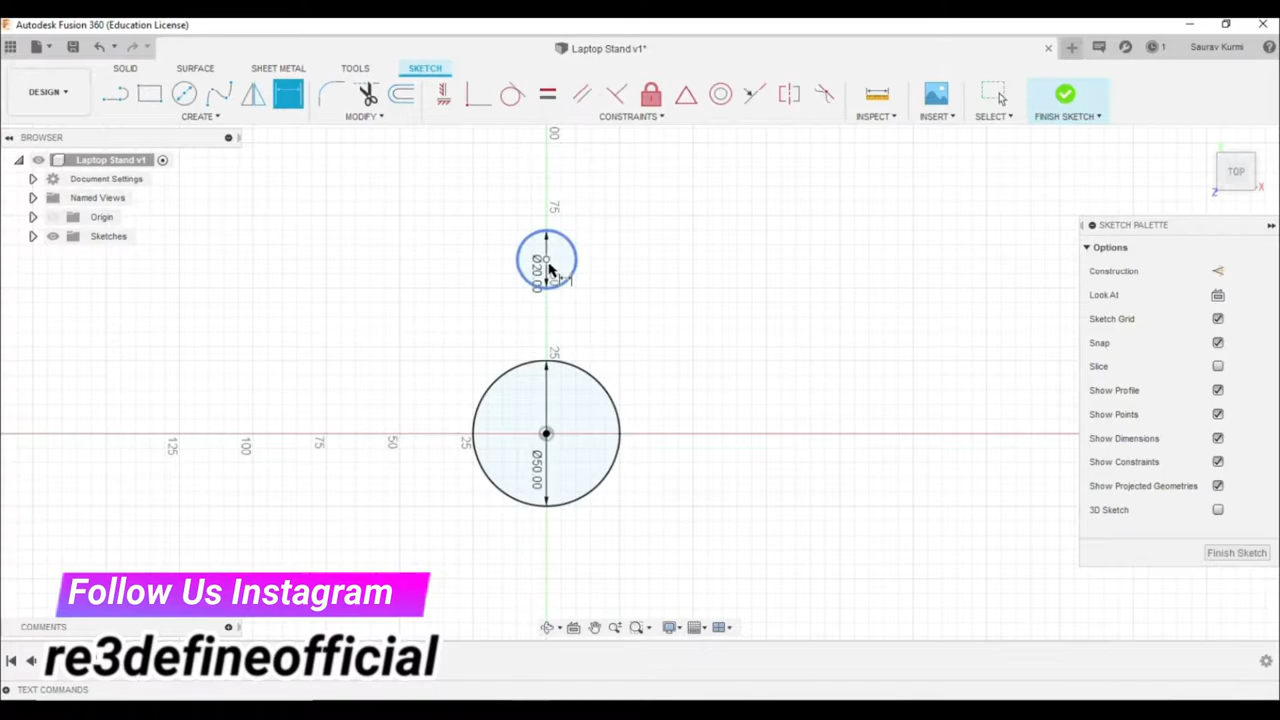 Autodesk Fusion 360 (Education License)
Laptop Stand v1*
1
Saurav Kurmi
DESIGN
SOLID
SURFACE
SHEET METAL
TOOLS
SKETCH
CREATE
MODIFY
CONSTRAINTS
INSPECT
INSERT
SELECT
FINISH SKETCH
BROWSER
Laptop Stand v1
Document Settings
Named Views
Origin
Sketches
00
75
Ø20.00
25
Ø50.00
125
100
75
50
25
TOP
Z
X
SKETCH PALETTE
Options
Construction
Look At
Sketch Grid
Snap
Slice
Show Profile
Show Points
Show Dimensions
Show Constraints
Show Projected Geometries
3D Sketch
Finish Sketch
Follow Us Instagram
COMMENTS
re3defineofficial
TEXT COMMANDS